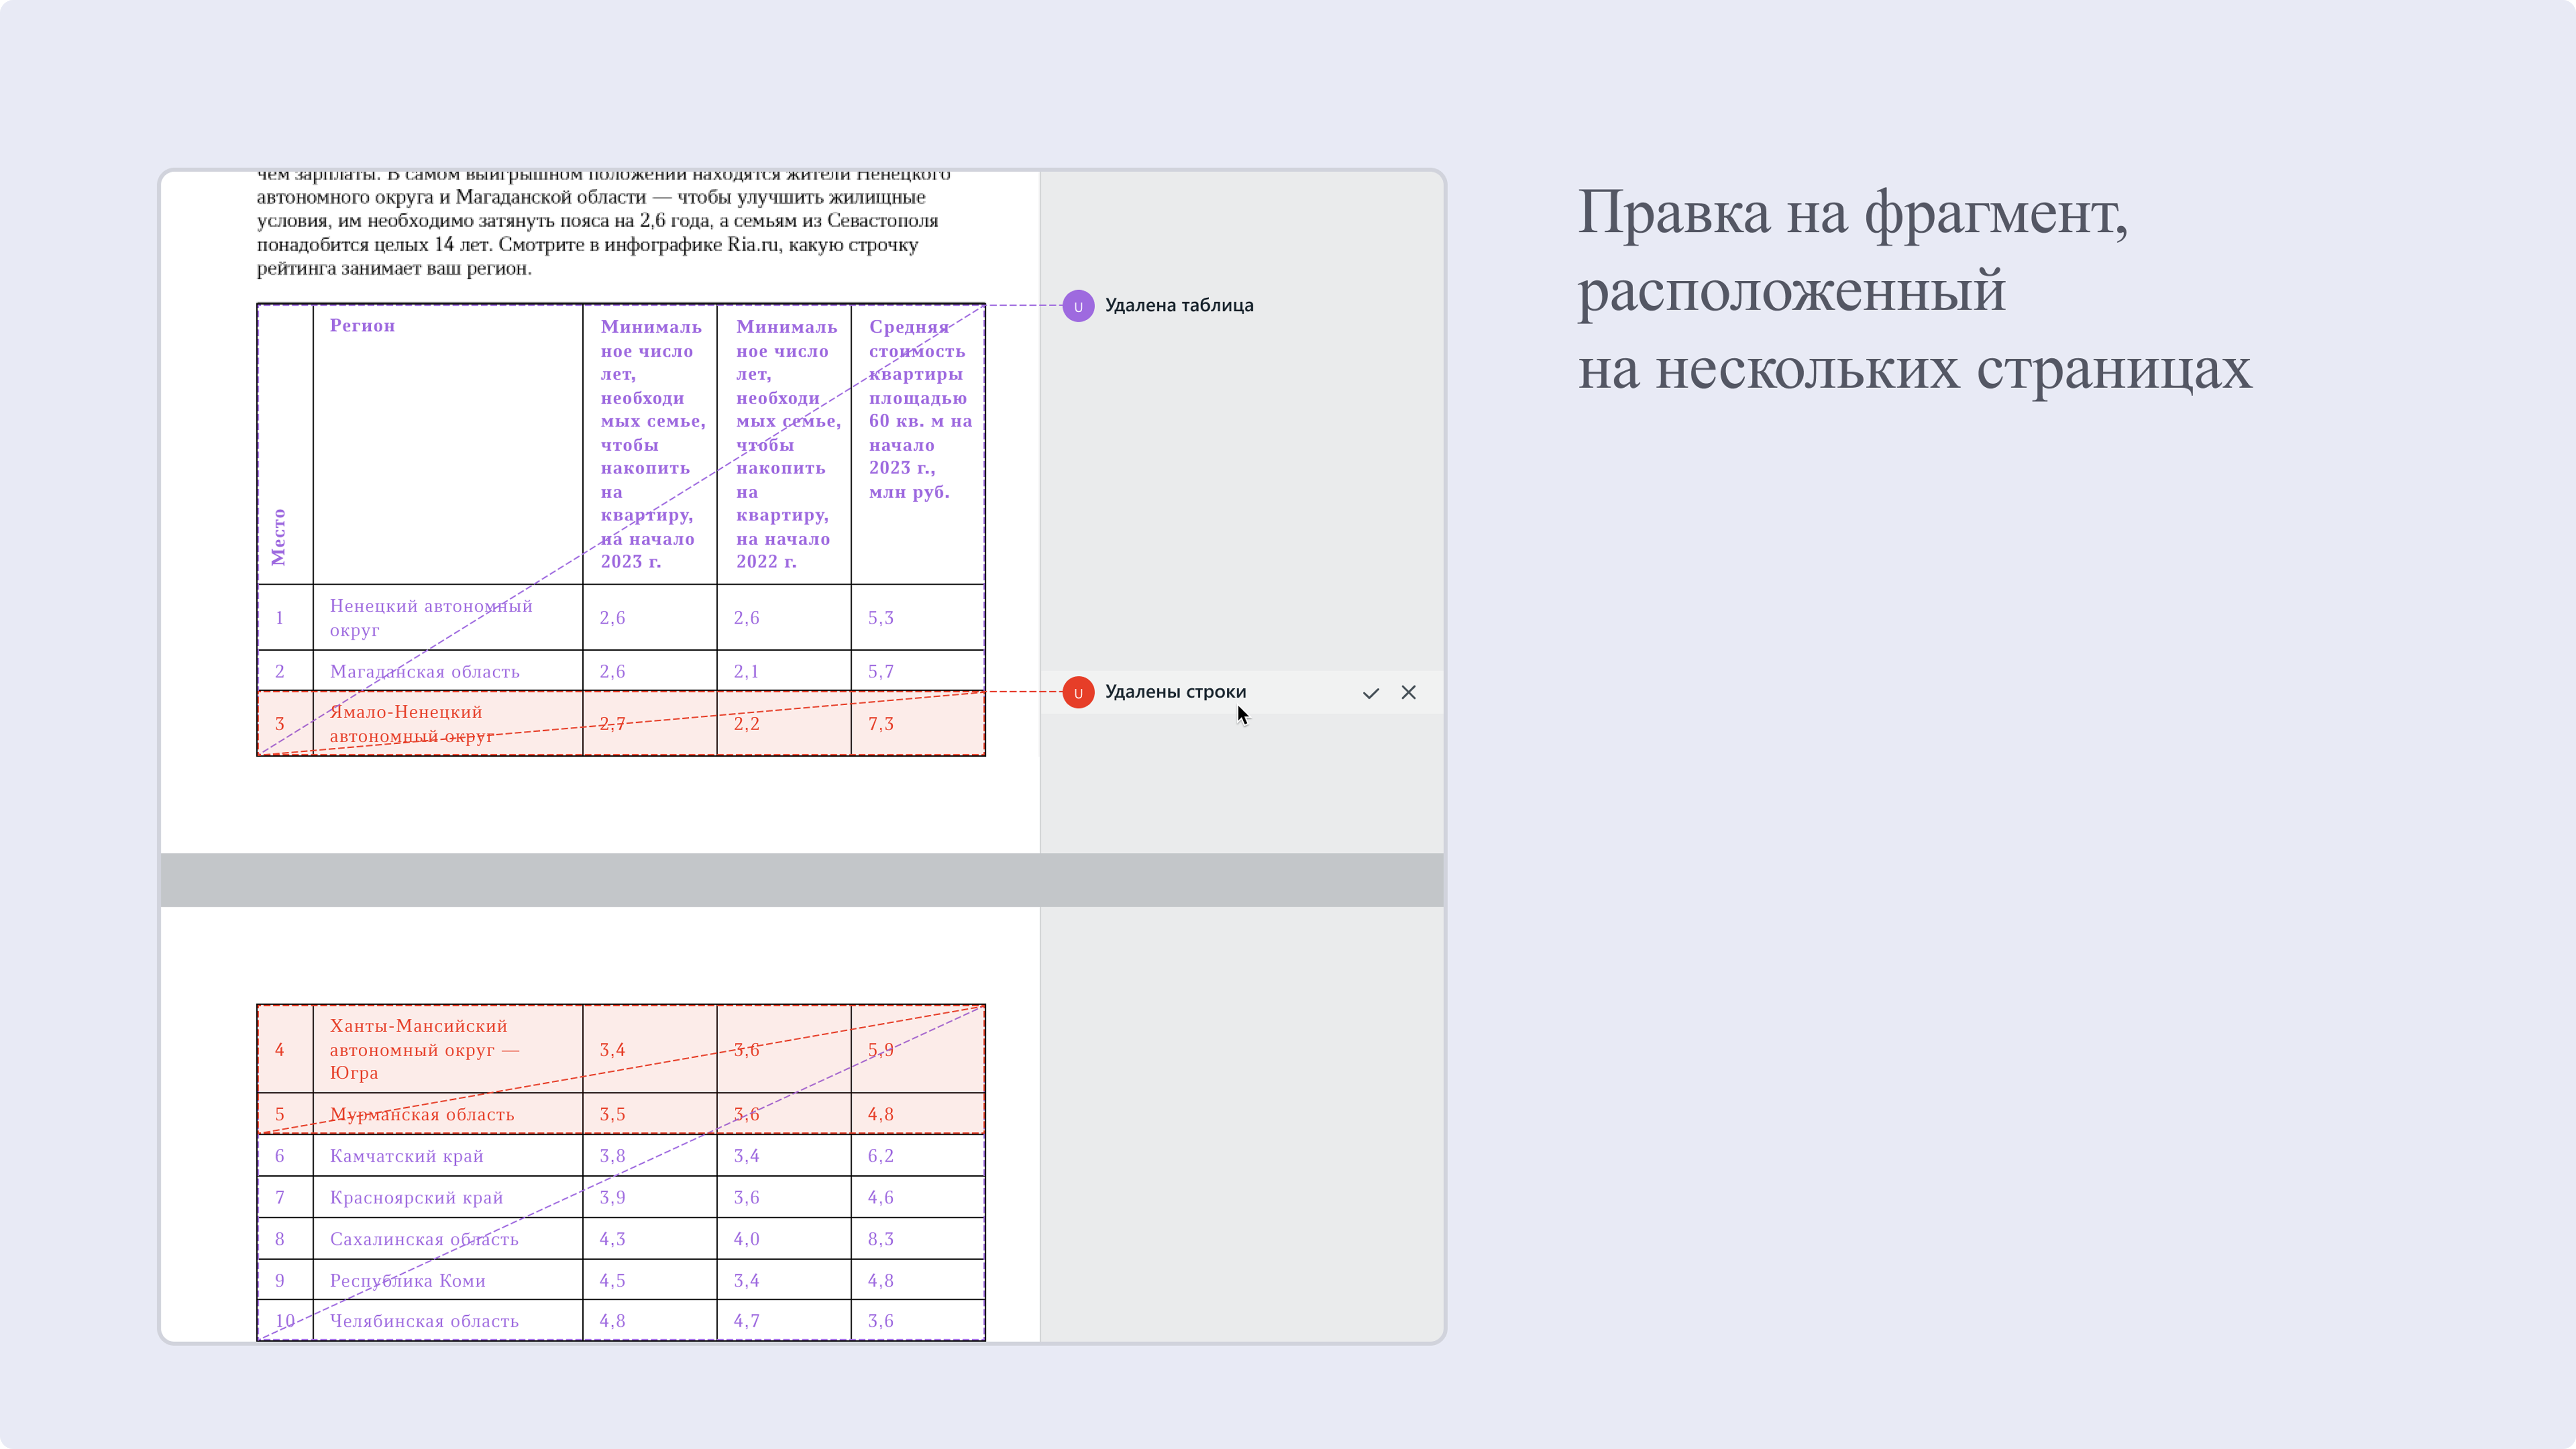 чем зарплаты. В самом выигрышном положении находятся жители Ненецкого
автономного округа и Магаданской области — чтобы улучшить жилищные
условия, им необходимо затянуть пояса на 2,6 года, а семьям из Севастополя
понадобится целых 14 лет. Смотрите в инфографике Ria.ru, какую строчку
рейтинга занимает ваш регион.
Место
Регион
Минималь
ное число
лет,
необходи
мых семье,
чтобы
накопить
на
квартиру,
на начало
2023 г.
Минималь
ное число
лет,
необходи
мых семье,
чтобы
накопить
на
квартиру,
на начало
2022 г.
Средняя
стоимость
квартиры
площадью
60 кв. м на
начало
2023 г.,
млн руб.
1 Ненецкий автономный 2,6 2,6 5,3
округ
2 Магаданская область 2,6 2,1 5,7
3 Ямало-Ненецкий 2,7 2,2 7,3
автономный округ
U Удалена таблица
U Удалены строки
4 Ханты-Мансийский 3,4 3,6 5,9
автономный округ —
Югра
5 Мурманская область 3,5 3,6 4,8
6 Камчатский край 3,8 3,4 6,2
7 Красноярский край 3,9 3,6 4,6
8 Сахалинская область 4,3 4,0 8,3
9 Республика Коми 4,5 3,4 4,8
10 Челябинская область 4,8 4,7 3,6
Правка на фрагмент,
расположенный
на нескольких страницах